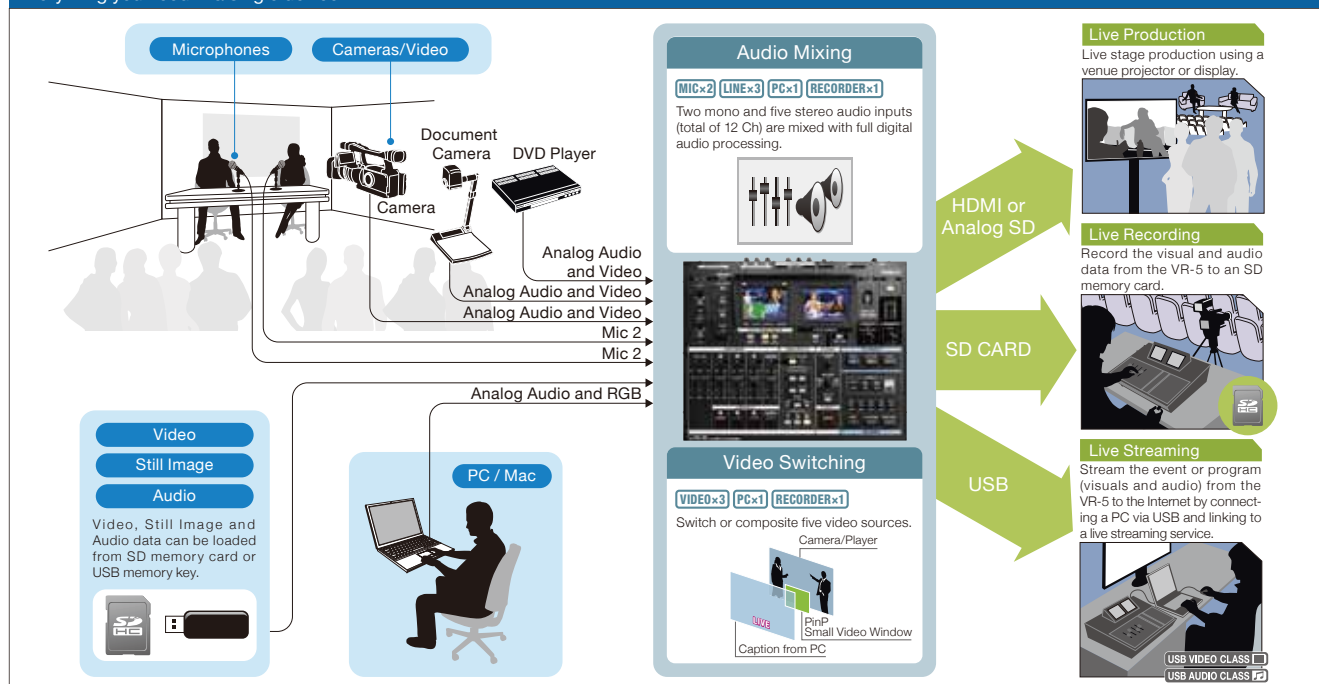 Microphones
Cameras/Video
Document
Camera
DVD Player
Camera
Analog Audio
and Video
Analog Audio and Video
Analog Audio and Video
Mic 2
Mic 2
Analog Audio and RGB
Video
Still Image
Audio
Video, Still Image and
Audio data can be loaded
from SD memory card or
USB memory key.
PC / Mac
Audio Mixing
MIC×2 LINE×3 PC×1 RECORDER×1
Two mono and five stereo audio inputs
(total of 12 Ch) are mixed with full digital
audio processing.
Video Switching
VIDEO×3 PC×1 RECORDER×1
Switch or composite five video sources.
Camera/Player
LIVE
PinP
Small Video Window
Caption from PC
HDMI or
Analog SD
SD CARD
USB
Live Production
Live stage production using a
venue projector or display.
Live Recording
Record the visual and audio
data from the VR-5 to an SD
memory card.
Live Streaming
Stream the event or program
(visuals and audio) from the
VR-5 to the Internet by connect-
ing a PC via USB and linking to
a live streaming service.
USB VIDEO CLASS
USB AUDIO CLASS